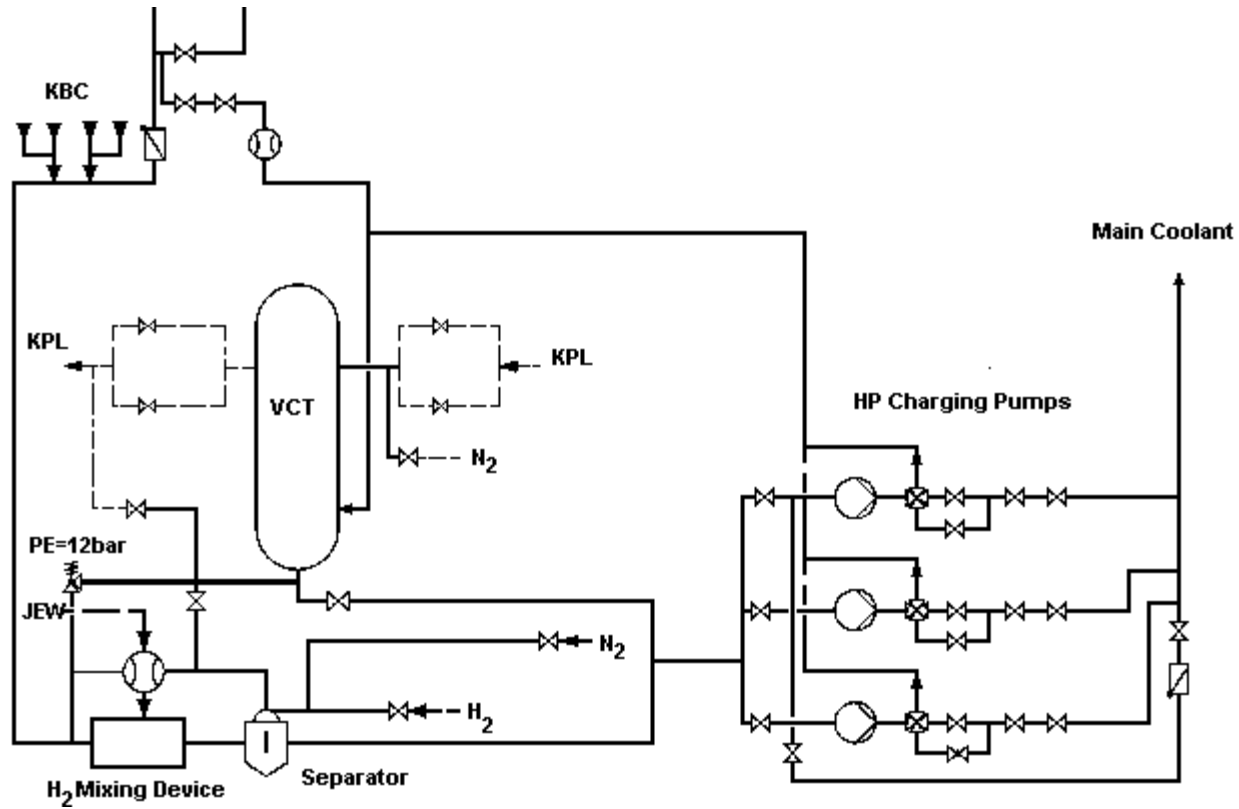 KBC
Main Coolant
KPL
KPL
VCT
HP Charging Pumps
N2
PE=12bar
JEW
N2
H2
I
Separator
H2 Mixing Device